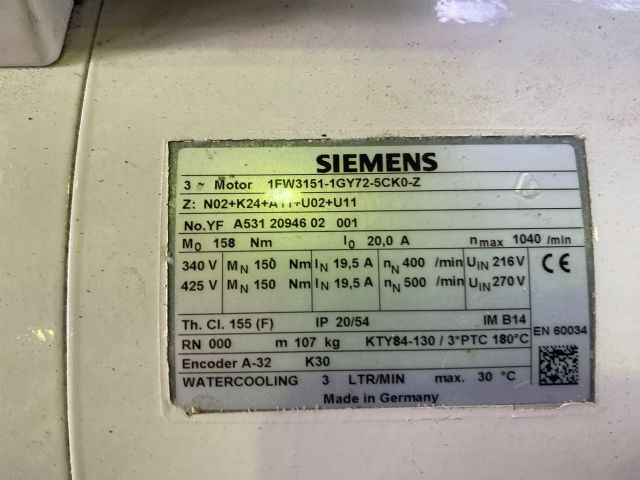 SIEMENS
3 ~ Motor 1FW3151-1GY72-5CK0-Z
Z: N02+K24+A11+U02+U11
No.YF A531 20946 02 001
M0 158 Nm I0 20,0 A nmax 1040 /min
340 V MN 150 Nm IN 19,5 A nN 400 /min UIN 216 V
425 V MN 150 Nm IN 19,5 A nN 500 /min UIN 270 V
CE
Th. Cl. 155 (F) IP 20/54 IM B14
EN 60034
RN 000 m 107 kg KTY84-130 / 3*PTC 180°C
Encoder A-32 K30
WATERCOOLING 3 LTR/MIN max. 30 °C
Made in Germany